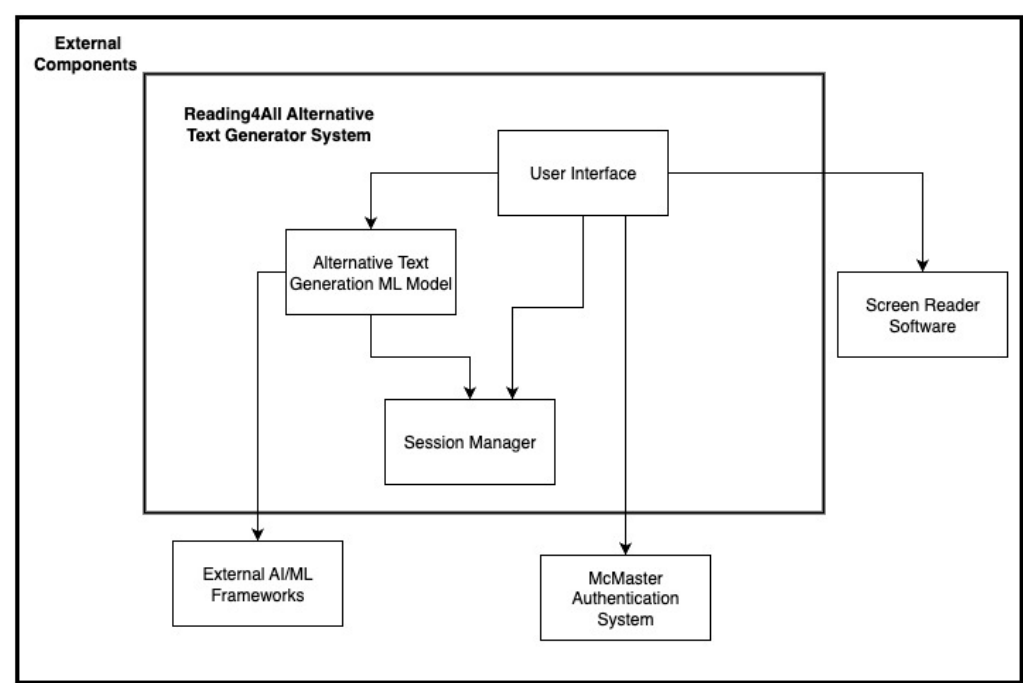 External
Components
Reading4All Alternative
Text Generator System
User Interface
Alternative Text
Generation ML Model
Screen Reader
Software
Session Manager
External AI/ML
Frameworks
McMaster
Authentication
System